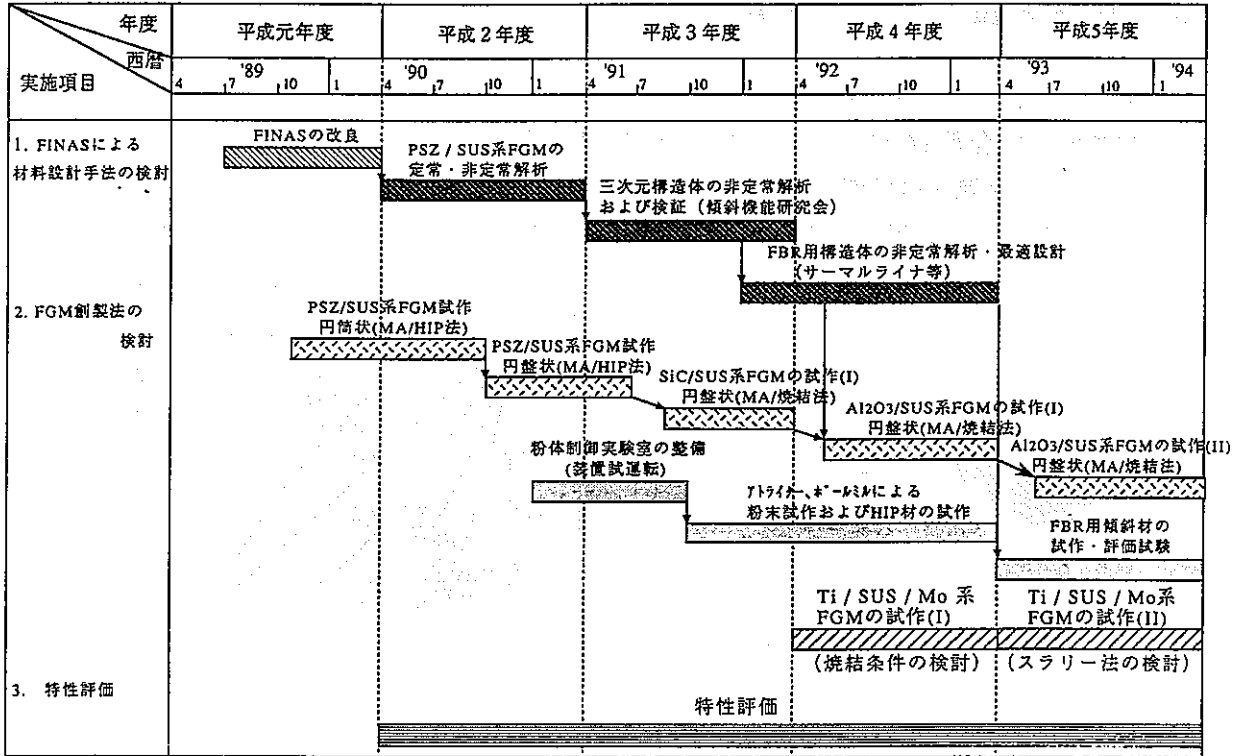 年度
西暦
実施項目
平成元年度
平成2年度
平成3年度
平成4年度
平成5年度
'89
'90
'91
'92
'93
'94
4 7 10 1 4 7 10 1 4 7 10 1 4 7 10 1 4 7 10 1
1. FINASによる
材料設計手法の検討
FINASの改良
PSZ / SUS系FGMの
定常・非定常解析
三次元構造体の非定常解析
および検証(傾斜機能研究会)
FBR用構造体の非定常解析・最適設計
(サーマルライナ等)
2. FGM創製法の
検討
PSZ/SUS系FGM試作
円筒状(MA/HIP法)
PSZ/SUS系FGM試作
円盤状(MA/HIP法)
SiC/SUS系FGMの試作(I)
円盤状(MA/焼結法)
Al2O3/SUS系FGMの試作(I)
円盤状(MA/焼結法)
Al2O3/SUS系FGMの試作(II)
円盤状(MA/焼結法)
粉体制御実験室の整備
(装置試運転)
アトライター、ボールミルによる
粉末試作およびHIP材の試作
FBR用傾斜材の
試作・評価試験
Ti / SUS / Mo 系
FGMの試作(I)
(焼結条件の検討)
Ti / SUS / Mo系
FGMの試作(II)
(スラリー法の検討)
3. 特性評価
特性評価